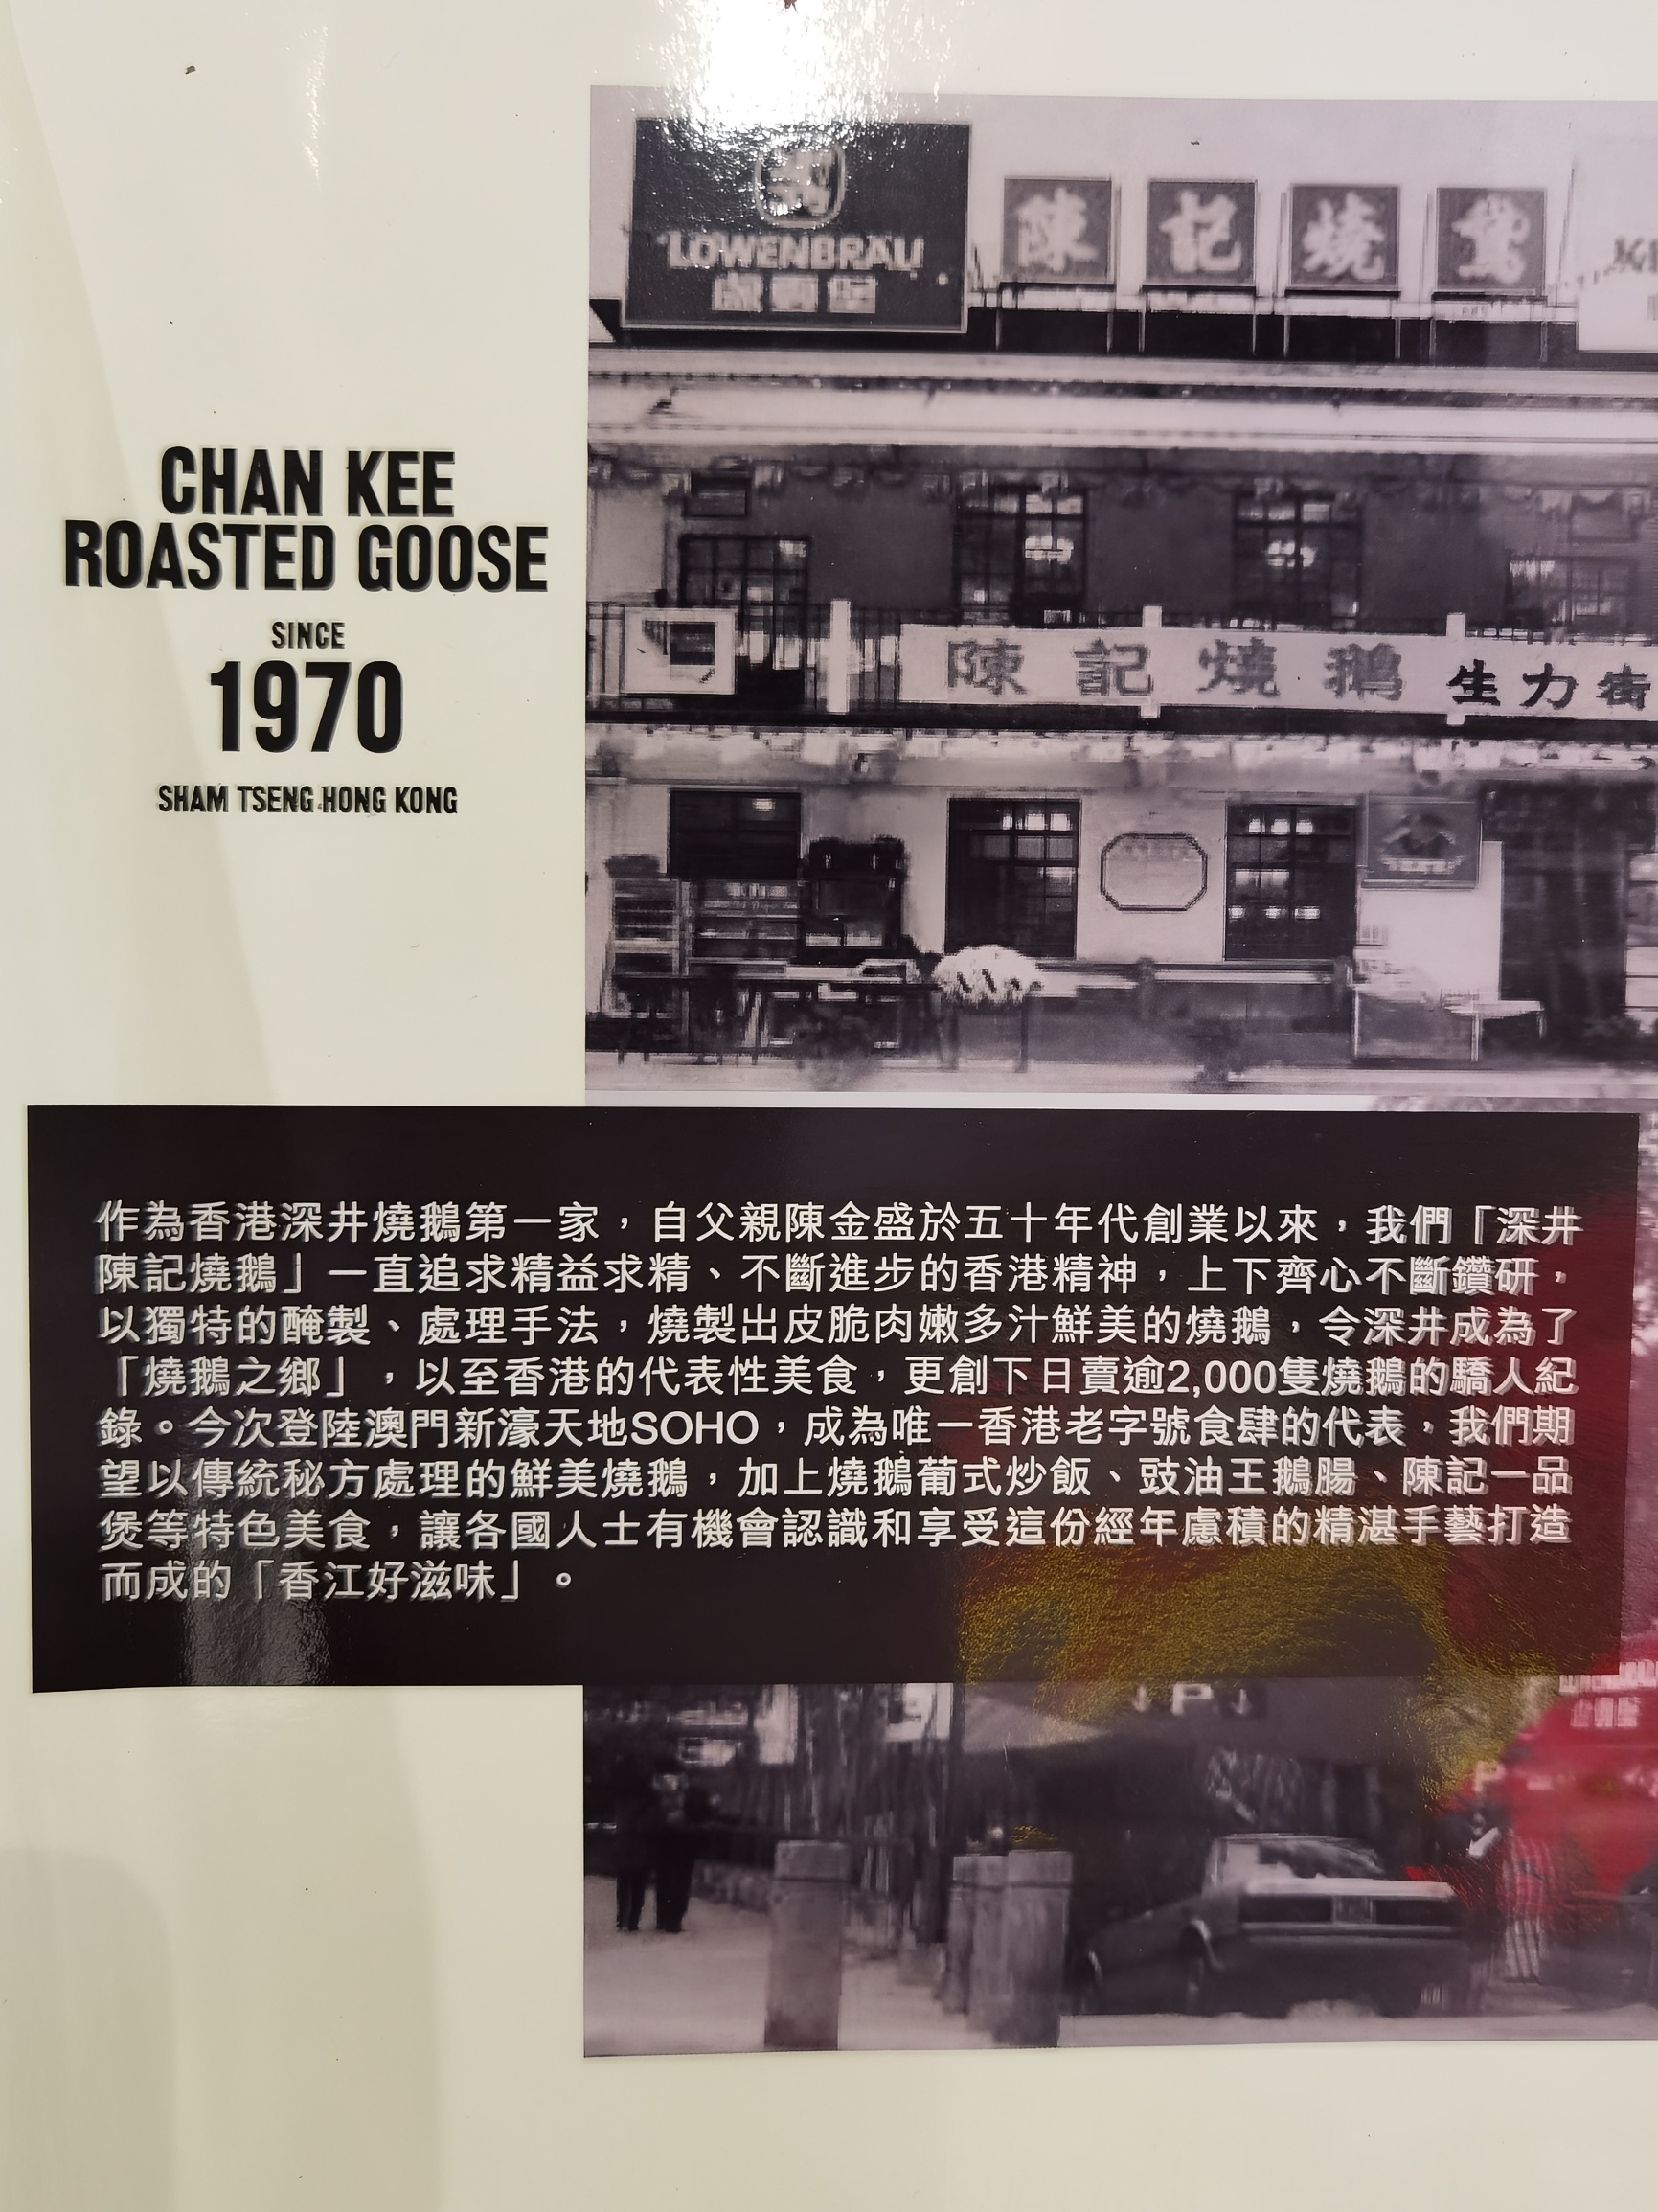 LOWENBRAU
陳記燒鵞
CHAN KEE
ROASTED GOOSE
SINCE
1970
SHAM TSENG HONG KONG
陳記燒鵝 生力街
作為香港深井燒鵝第一家，自父親陳金盛於五十年代創業以來，我們「深井
陳記燒鵝」一直追求精益求精、不斷進步的香港精神，上下齊心不斷鑽研，
以獨特的醃製、處理手法，燒製出皮脆肉嫩多汁鮮美的燒鵝，令深井成為了
「燒鵝之鄉」，以至香港的代表性美食，更創下日賣逾2,000隻燒鵝的驕人紀
錄。今次登陸澳門新濠天地SOHO，成為唯一香港老字號食肆的代表，我們期
望以傳統秘方處理的鮮美燒鵝，加上燒鵝葡式炒飯、豉油王鵝腸、陳記一品
煲等特色美食，讓各國人士有機會認識和享受這份經年慮積的精湛手藝打造
而成的「香江好滋味」。
↓P↓
P